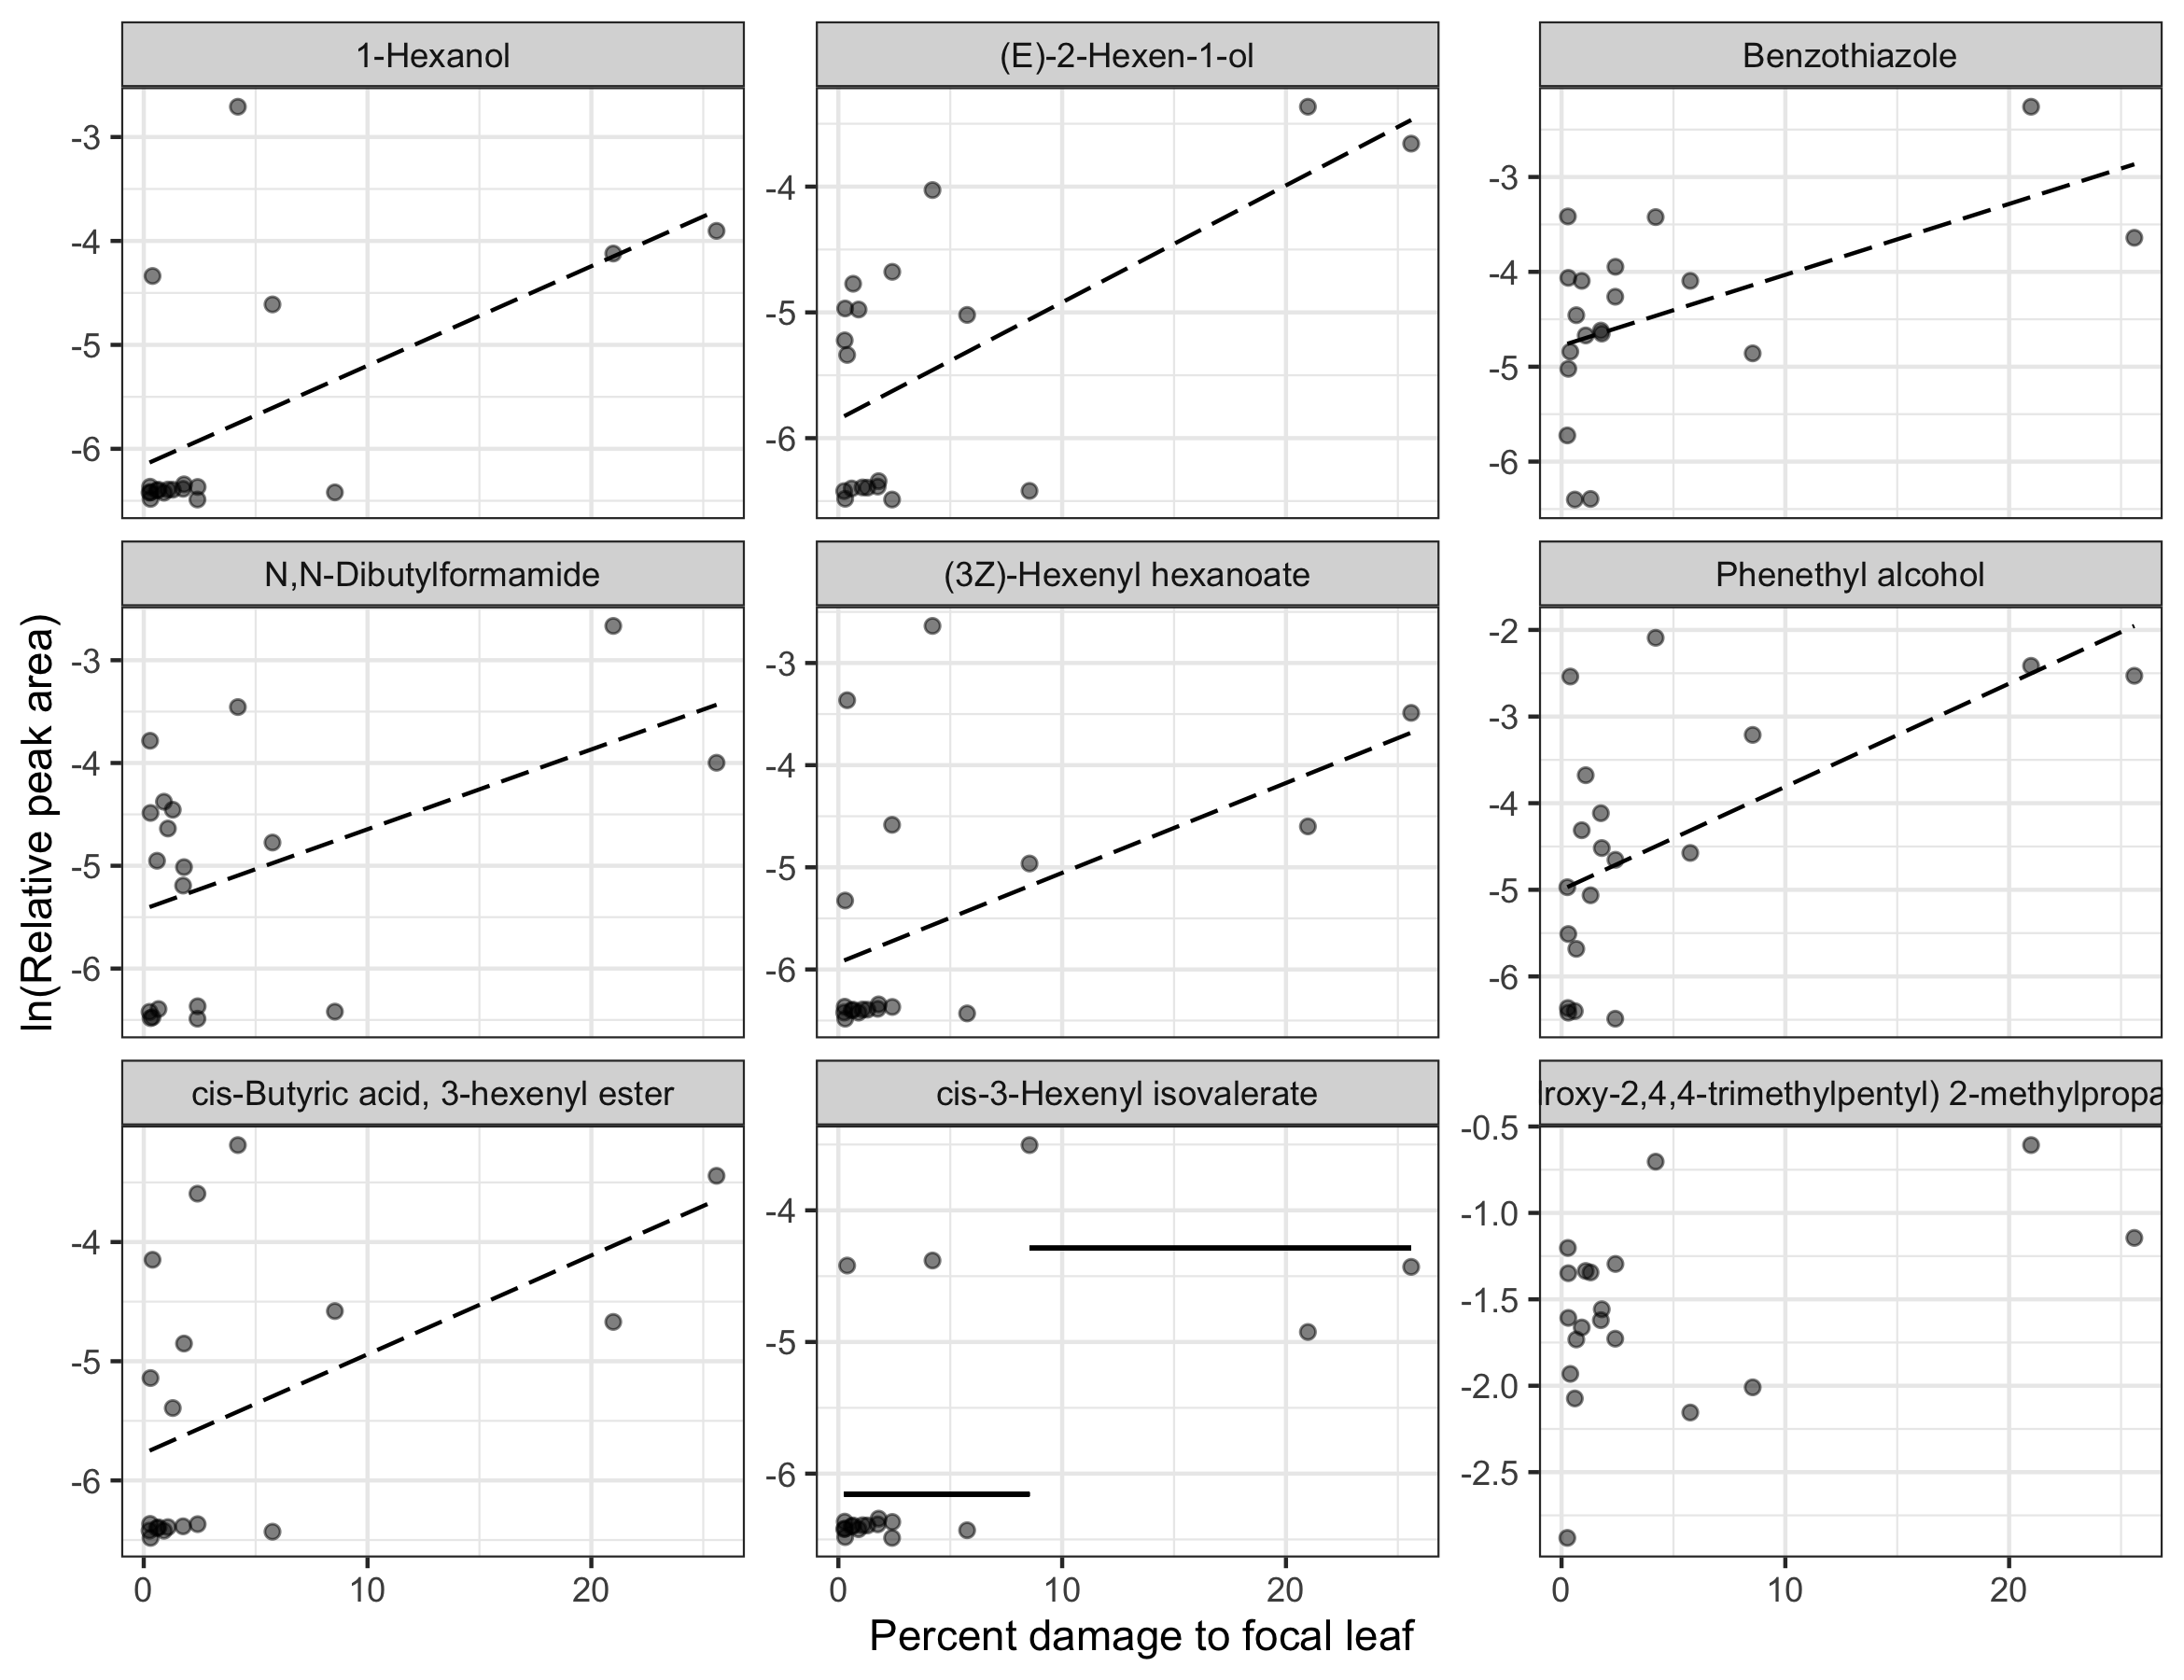 1-Hexanol
(E)-2-Hexen-1-ol
Benzothiazole
-3
-4
-5
-6
-4
-5
-6
-3
-4
-5
-6
N,N-Dibutylformamide
(3Z)-Hexenyl hexanoate
Phenethyl alcohol
-3
-4
-5
-6
-3
-4
-5
-6
-2
-3
-4
-5
-6
ln(Relative peak area)
cis-Butyric acid, 3-hexenyl ester
cis-3-Hexenyl isovalerate
roxy-2,4,4-trimethylpentyl) 2-methylpropa
-4
-5
-6
-4
-5
-6
-0.5
-1.0
-1.5
-2.0
-2.5
0 10 20
0 10 20
0 10 20
Percent damage to focal leaf